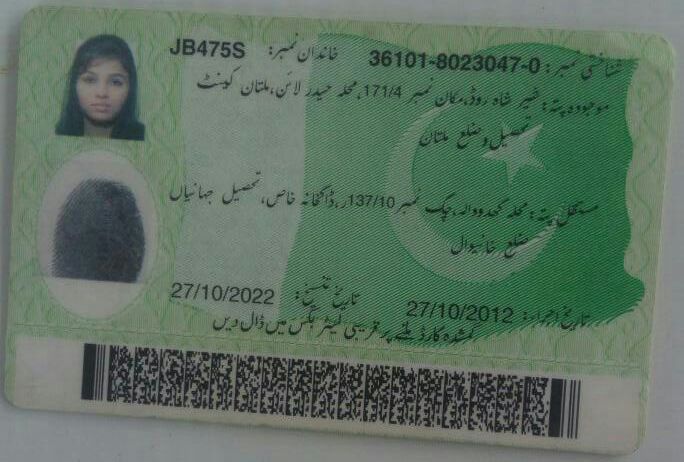 شناختی نمبر: 36101-8023047-0 خاندان نمبر: JB475S
موجودہ پتہ: شیر شاہ روڈ، مکان نمبر 171/4، محلہ حیدر لائن، ملتان کینٹ
تحصیل و ضلع ملتان
مستقل پتہ: محلہ چک نمبر 137/10ر، ڈاکخانہ خاص، تحصیل جہانیاں
ضلع خانیوال
تاریخ اجراء: 27/10/2012 تاریخ تنسیخ: 27/10/2022
گمشدہ کارڈ ملنے پر قریبی لیٹر بکس میں ڈال دیں